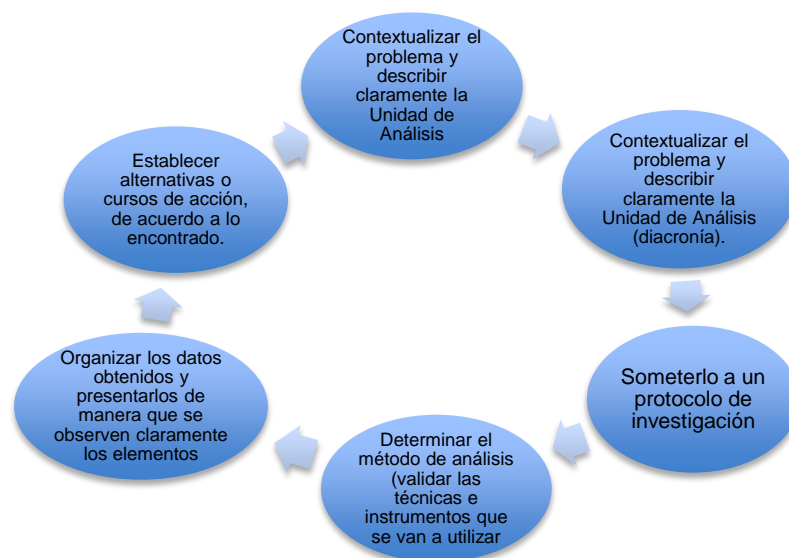 Contextualizar el
problema y
describir
claramente la
Unidad de
Análisis
Contextualizar el
problema y
describir
claramente la
Unidad de Análisis
(diacronía).
Someterlo a un
protocolo de
investigación
Determinar el
método de análisis
(validar las
técnicas e
instrumentos que
se van a utilizar
Organizar los datos
obtenidos y
presentarlos de
manera que se
observen claramente
los elementos
Establecer
alternativas o
cursos de acción,
de acuerdo a lo
encontrado.